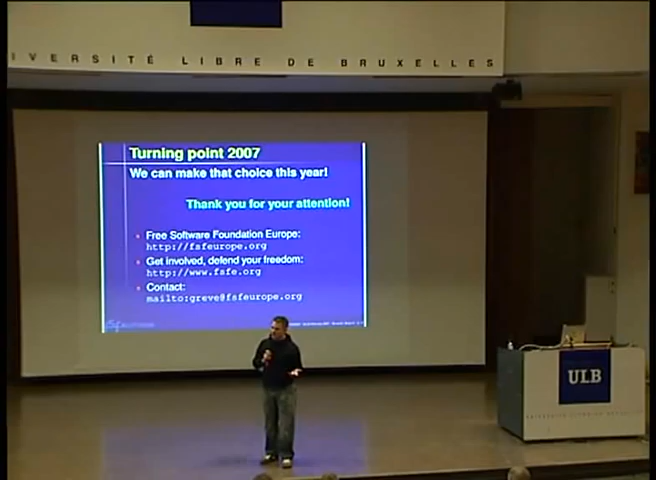 IVERSITÉ LIBRE DE BRUXELLES
Turning point 2007
We can make that choice this year!
Thank you for your attention!
Free Software Foundation Europe:
http://fsfeurope.org
Get involved, defend your freedom:
http://www.fsfe.org
Contact:
mailto:greve@fsfeurope.org
ULB